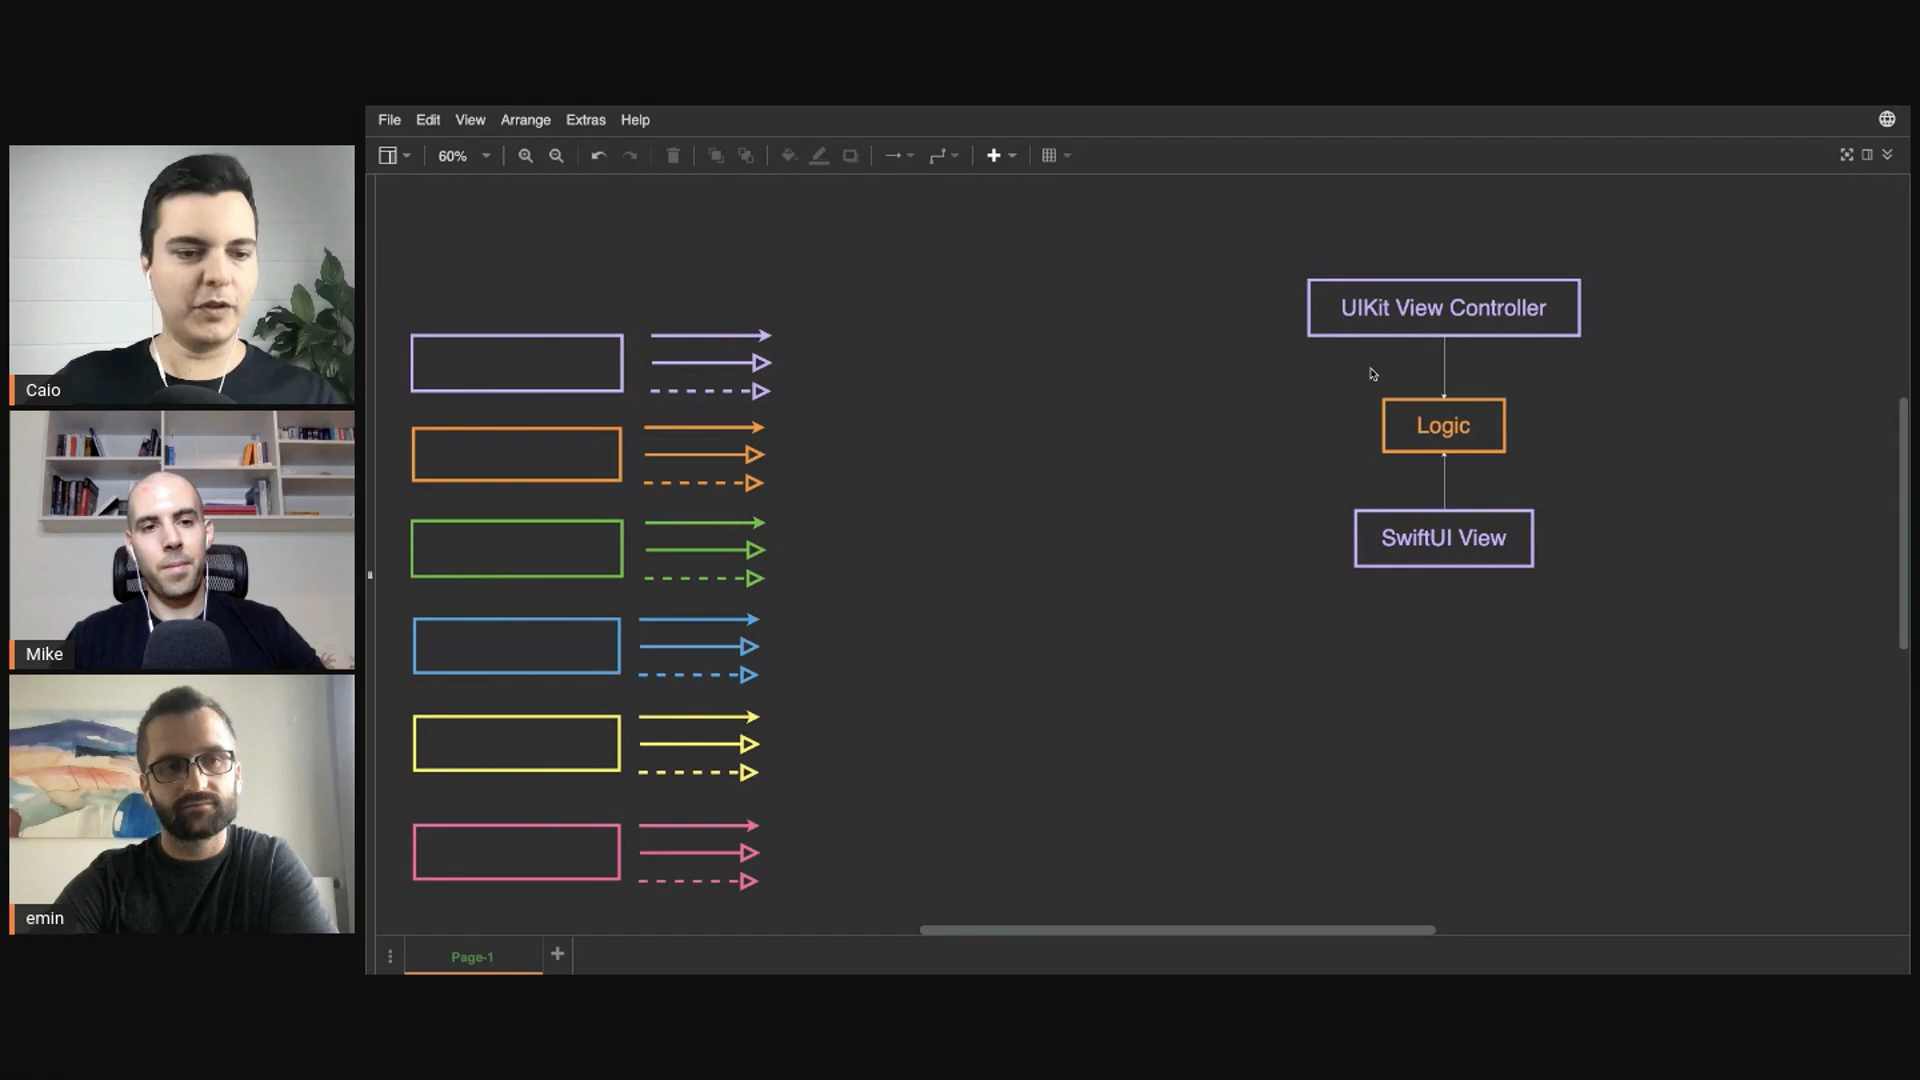 File Edit View Arrange Extras Help
60%
UIKit View Controller
Logic
SwiftUI View
Caio
Mike
emin
Page-1